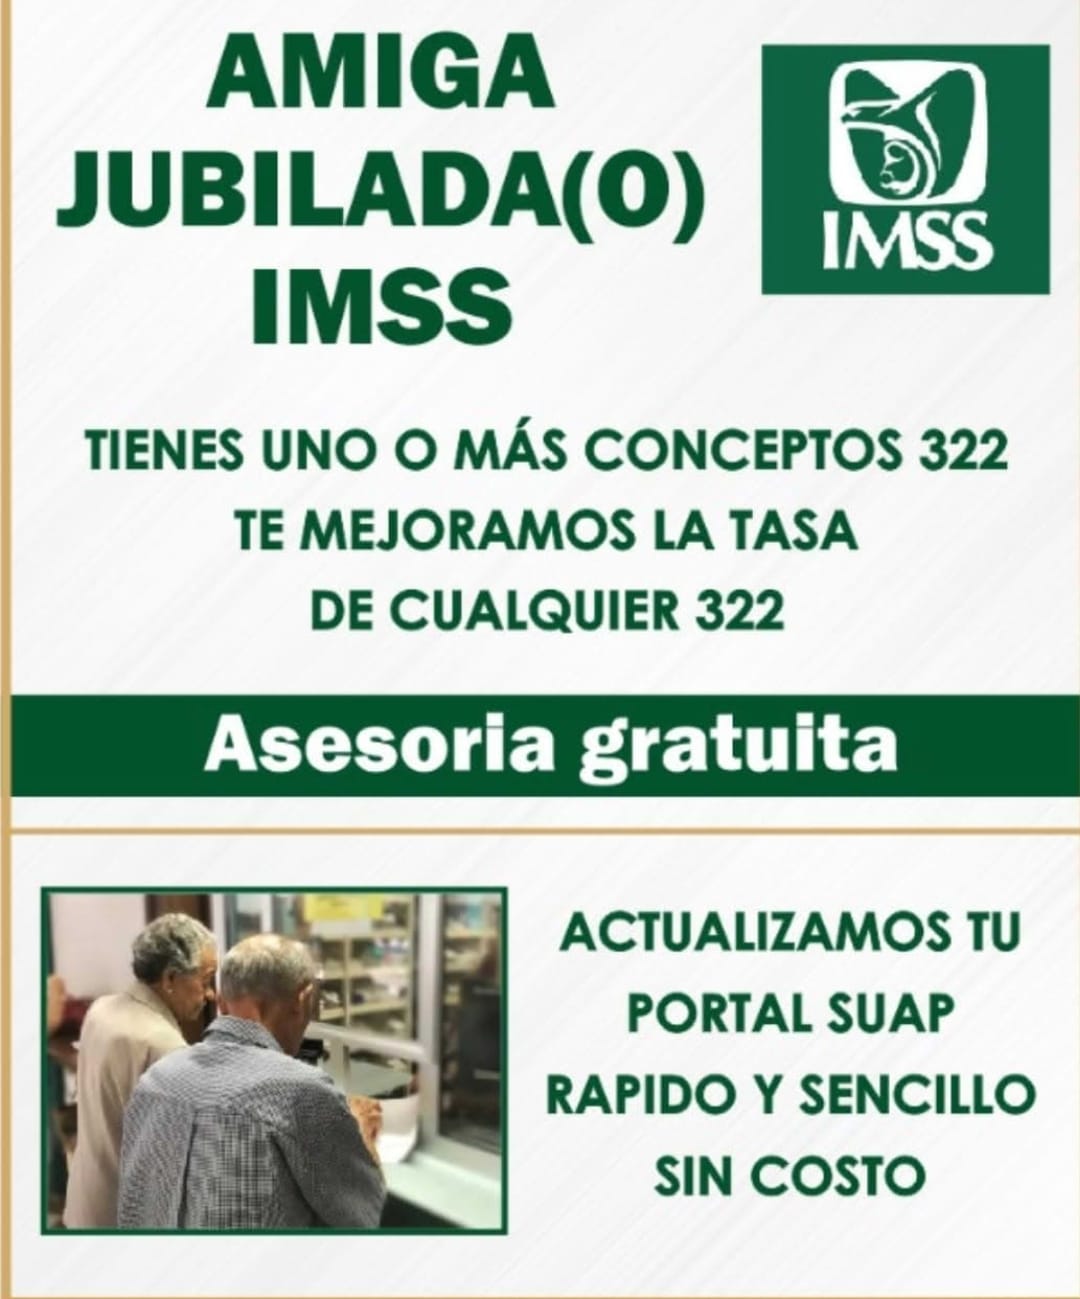 AMIGA
JUBILADA(O)
IMSS
IMSS
TIENES UNO O MÁS CONCEPTOS 322
TE MEJORAMOS LA TASA
DE CUALQUIER 322
Asesoria gratuita
ACTUALIZAMOS TU
PORTAL SUAP
RAPIDO Y SENCILLO
SIN COSTO